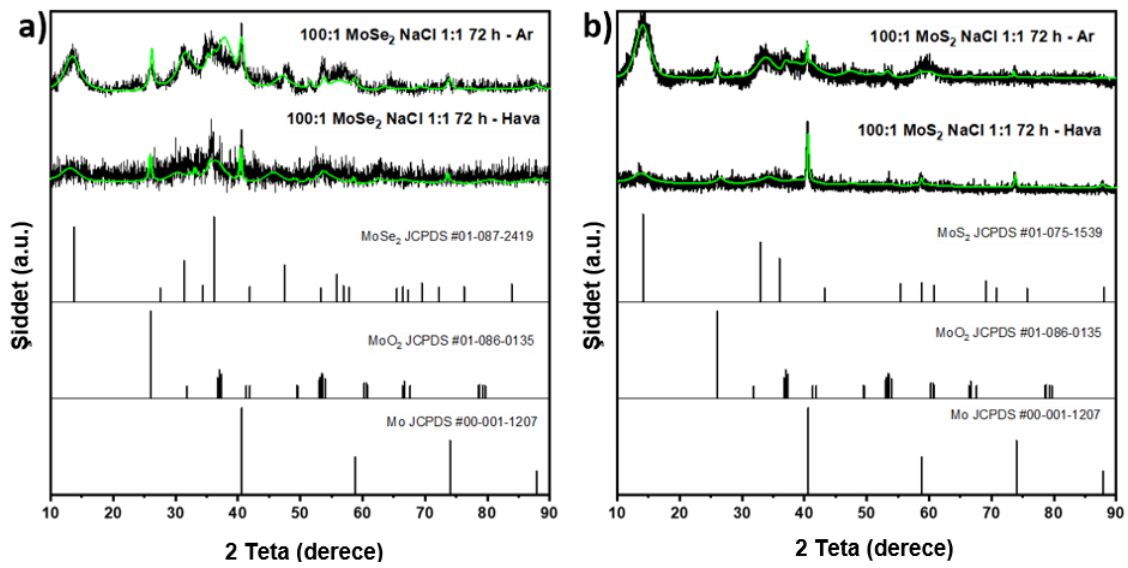 a)
100:1 MoSe2 NaCl 1:1 72 h - Ar
100:1 MoSe2 NaCl 1:1 72 h - Hava
MoSe2 JCPDS #01-087-2419
MoO2 JCPDS #01-086-0135
Mo JCPDS #00-001-1207
Şiddet (a.u.)
10 20 30 40 50 60 70 80 90
2 Teta (derece)
b)
100:1 MoS2 NaCl 1:1 72 h - Ar
100:1 MoS2 NaCl 1:1 72 h - Hava
MoS2 JCPDS #01-075-1539
MoO2 JCPDS #01-086-0135
Mo JCPDS #00-001-1207
Şiddet (a.u.)
10 20 30 40 50 60 70 80 90
2 Teta (derece)